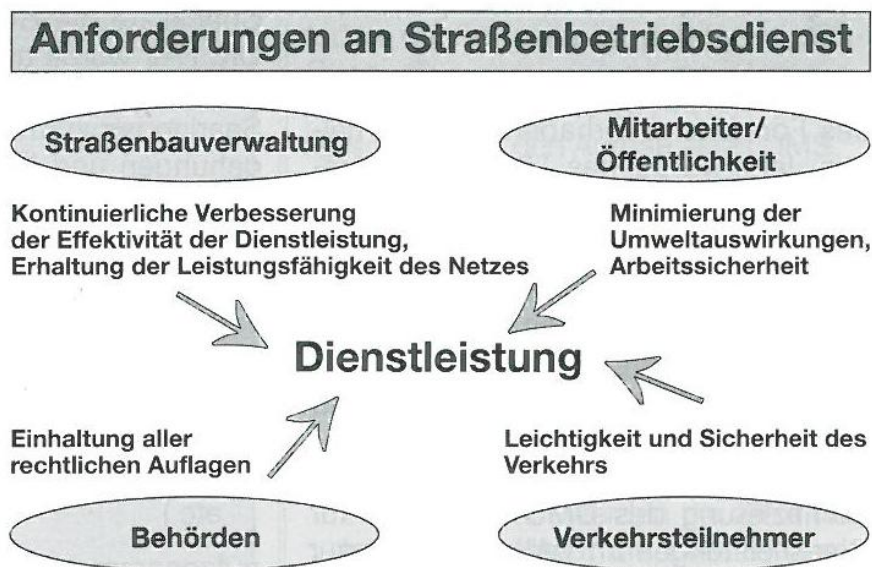 Anforderungen an Straßenbetriebsdienst
Straßenbauverwaltung
Mitarbeiter/
Öffentlichkeit
Kontinuierliche Verbesserung
der Effektivität der Dienstleistung,
Erhaltung der Leistungsfähigkeit des Netzes
Minimierung der
Umweltauswirkungen,
Arbeitssicherheit
Dienstleistung
Einhaltung aller
rechtlichen Auflagen
Leichtigkeit und Sicherheit des
Verkehrs
Behörden
Verkehrsteilnehmer